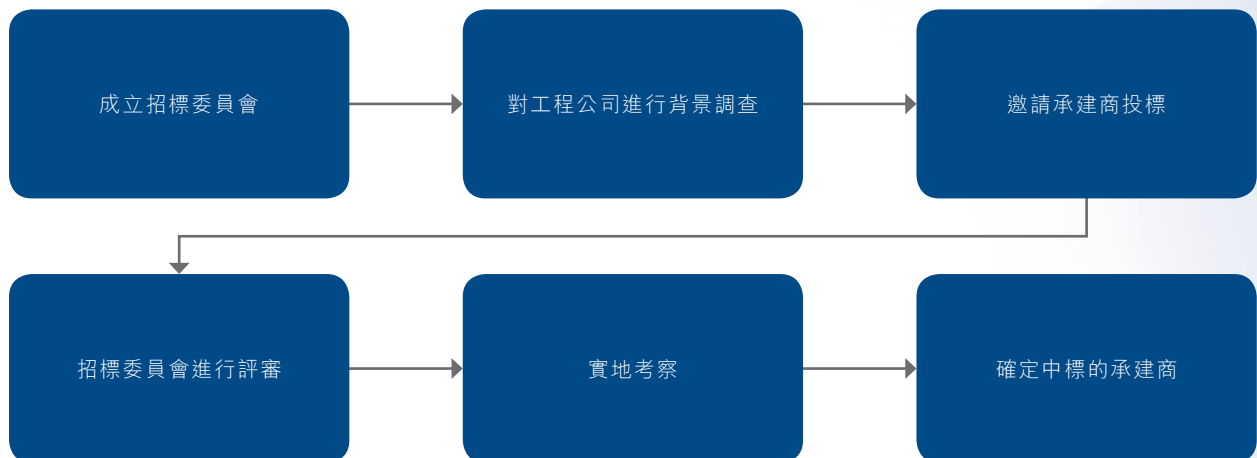 成立招標委員會
對工程公司進行背景調查
邀請承建商投標
招標委員會進行評審
實地考察
確定中標的承建商